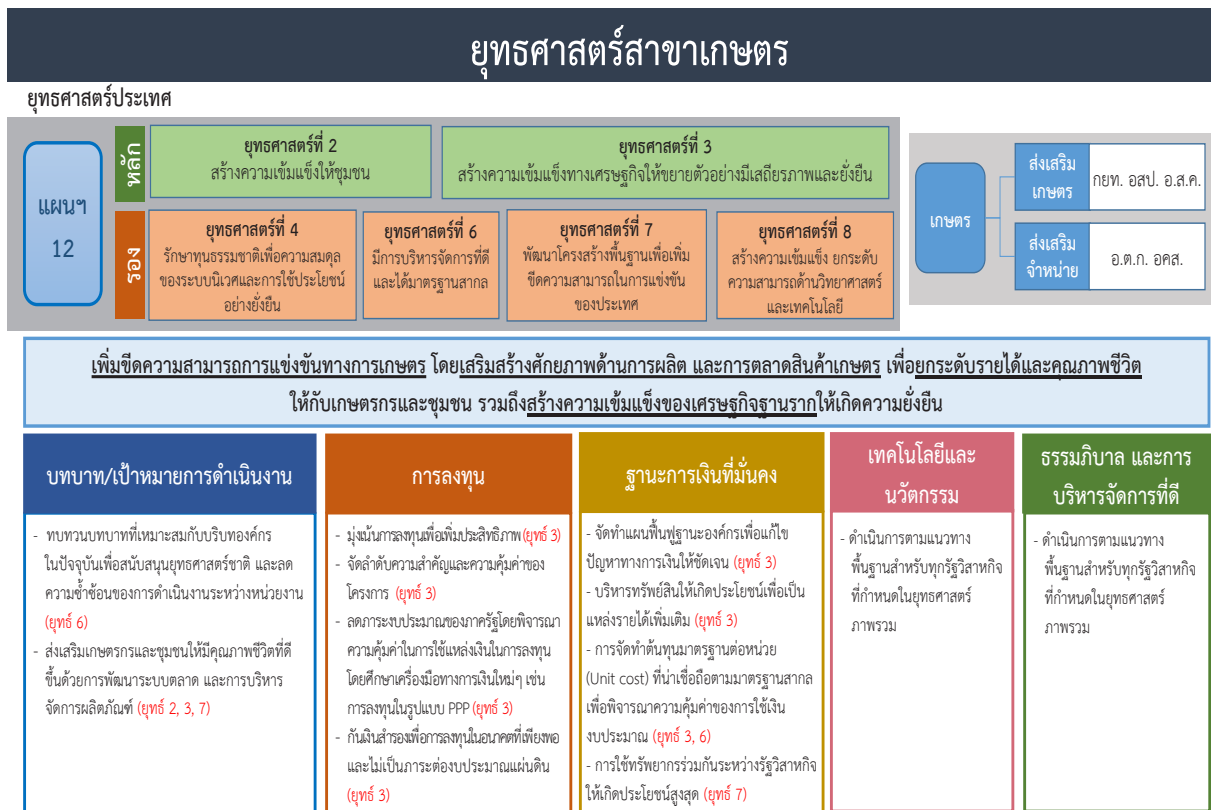 ยุทธศาสตร์สาขาเกษตร
ยุทธศาสตร์ประเทศ
แผนฯ
12
หลัก
ยุทธศาสตร์ที่ 2
สร้างความเข้มแข็งให้ชุมชน
ยุทธศาสตร์ที่ 3
สร้างความเข้มแข็งทางเศรษฐกิจให้ขยายตัวอย่างมีเสถียรภาพและยั่งยืน
รอง
ยุทธศาสตร์ที่ 4
รักษาทุนธรรมชาติเพื่อความสมดุล
ของระบบนิเวศและการใช้ประโยชน์
อย่างยั่งยืน
ยุทธศาสตร์ที่ 6
มีการบริหารจัดการที่ดี
และได้มาตรฐานสากล
ยุทธศาสตร์ที่ 7
พัฒนาโครงสร้างพื้นฐานเพื่อเพิ่ม
ขีดความสามารถในการแข่งขัน
ของประเทศ
ยุทธศาสตร์ที่ 8
สร้างความเข้มแข็ง ยกระดับ
ความสามารถด้านวิทยาศาสตร์
และเทคโนโลยี
เกษตร
ส่งเสริม
เกษตร
กยท. อสป. อ.ส.ค.
ส่งเสริม
จำหน่าย
อ.ต.ก. อคส.
เพิ่มขีดความสามารถการแข่งขันทางการเกษตร โดยเสริมสร้างศักยภาพด้านการผลิต และการตลาดสินค้าเกษตร เพื่อยกระดับรายได้และคุณภาพชีวิต
ให้กับเกษตรกรและชุมชน รวมถึงสร้างความเข้มแข็งของเศรษฐกิจฐานรากให้เกิดความยั่งยืน
บทบาท/เป้าหมายการดำเนินงาน
- ทบทวนบทบาทที่เหมาะสมกับบริบทองค์กร
ในปัจจุบันเพื่อสนับสนุนยุทธศาสตร์ชาติ และลด
ความซ้ำซ้อนของการดำเนินงานระหว่างหน่วยงาน
(ยุทธ์ 6)
- ส่งเสริมเกษตรกรและชุมชนให้มีคุณภาพชีวิตที่ดี
ขึ้นด้วยการพัฒนาระบบตลาด และการบริหาร
จัดการผลิตภัณฑ์ (ยุทธ์ 2, 3, 7)
การลงทุน
- มุ่งเน้นการลงทุนเพื่อเพิ่มประสิทธิภาพ(ยุทธ์ 3)
- จัดลำดับความสำคัญและความคุ้มค่าของ
โครงการ (ยุทธ์ 3)
- ลดภาระงบประมาณของภาครัฐโดยพิจารณา
ความคุ้มค่าในการใช้แหล่งเงินในการลงทุน
โดยศึกษาเครื่องมือทางการเงินใหม่ๆ เช่น
การลงทุนในรูปแบบ PPP (ยุทธ์ 3)
- กันเงินสำรองเพื่อการลงทุนในอนาคตที่เพียงพอ
และไม่เป็นภาระต่องบประมาณแผ่นดิน
(ยุทธ์ 3)
ฐานะการเงินที่มั่นคง
- จัดทำแผนฟื้นฟูฐานะองค์กรเพื่อแก้ไข
ปัญหาทางการเงินให้ชัดเจน (ยุทธ์ 3)
- บริหารทรัพย์สินให้เกิดประโยชน์เพื่อเป็น
แหล่งรายได้เพิ่มเติม (ยุทธ์ 3)
- การจัดทำต้นทุนมาตรฐานต่อหน่วย
(Unit cost) ที่น่าเชื่อถือตามมาตรฐานสากล
เพื่อพิจารณาความคุ้มค่าของการใช้เงิน
งบประมาณ (ยุทธ์ 3, 6)
- การใช้ทรัพยากรร่วมกันระหว่างรัฐวิสาหกิจ
ให้เกิดประโยชน์สูงสุด (ยุทธ์ 7)
เทคโนโลยีและ
นวัตกรรม
- ดำเนินการตามแนวทาง
พื้นฐานสำหรับทุกรัฐวิสาหกิจ
ที่กำหนดในยุทธศาสตร์
ภาพรวม
ธรรมภิบาล และการ
บริหารจัดการที่ดี
- ดำเนินการตามแนวทาง
พื้นฐานสำหรับทุกรัฐวิสาหกิจ
ที่กำหนดในยุทธศาสตร์
ภาพรวม